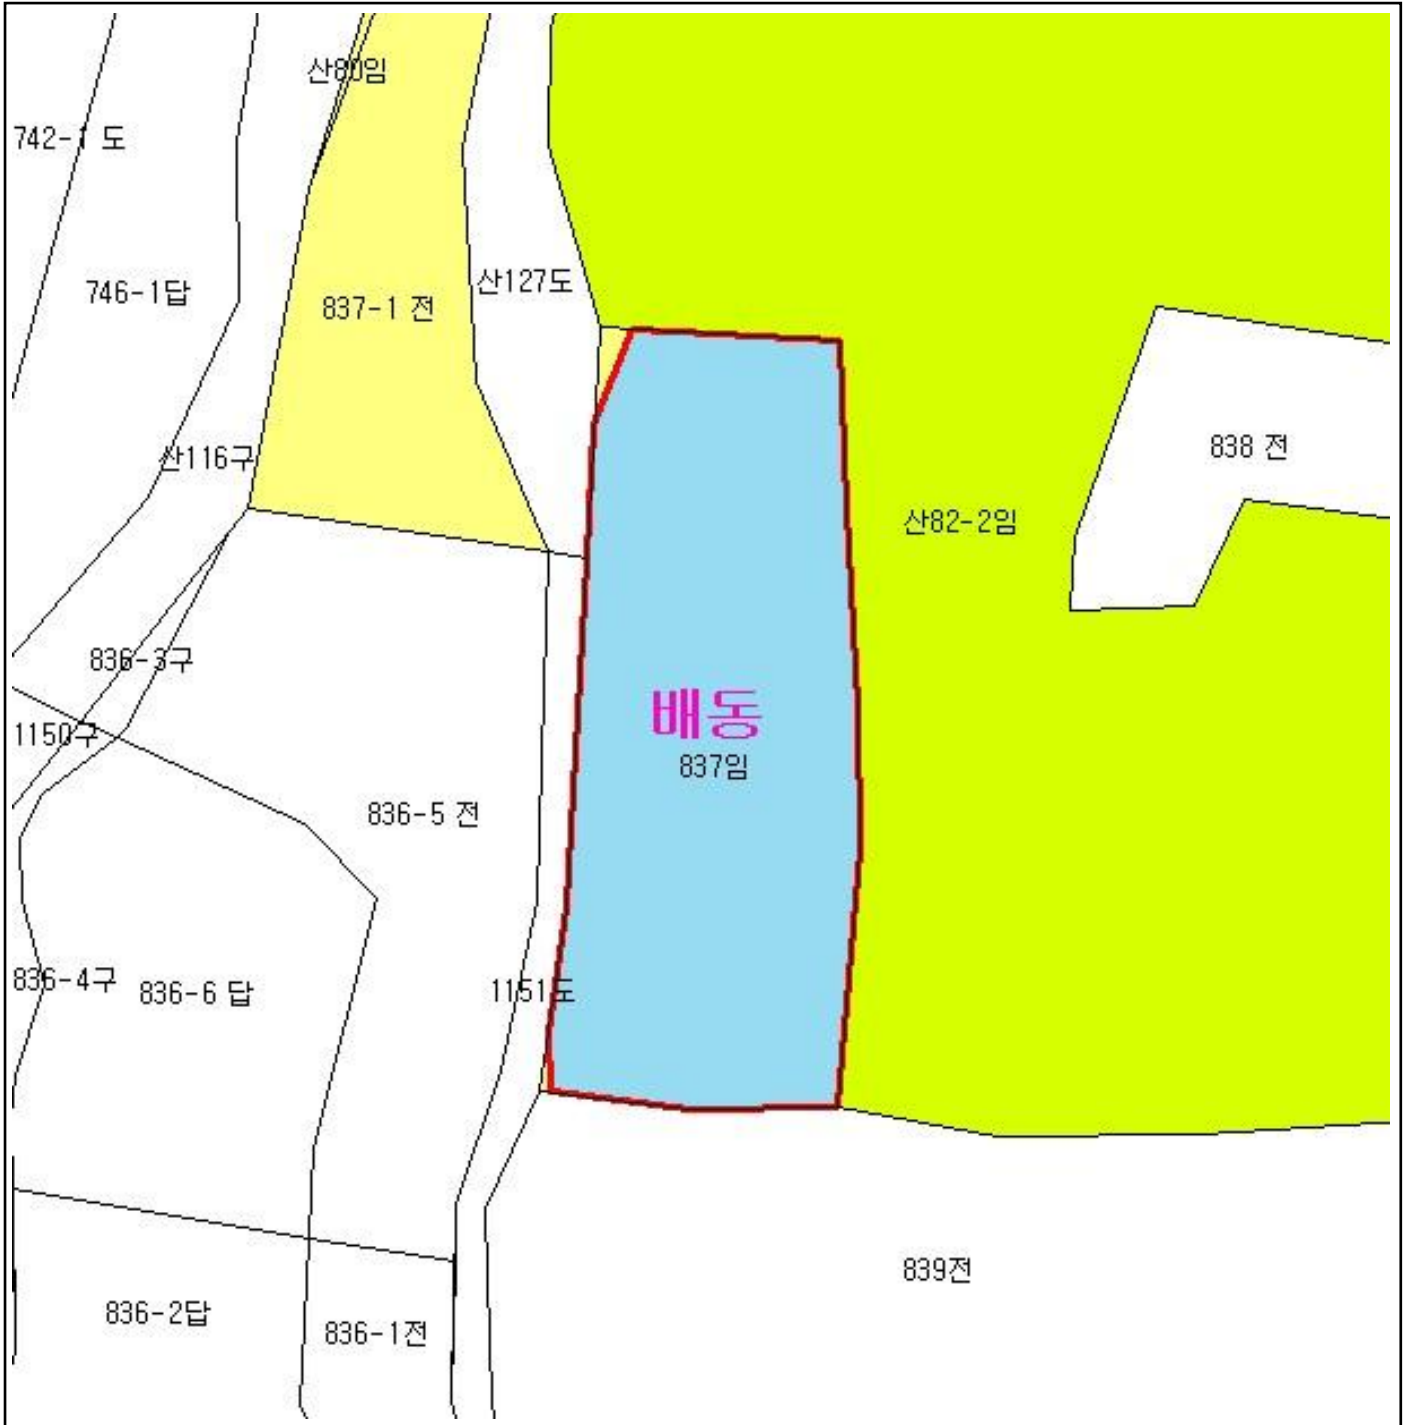 산80임
742-1 도
746-1답
837-1 전
산127도
838 전
산116구
산82-2임
836-3구
배동
1150구
837임
836-5 전
836-4구
836-6 답
1151도
839전
836-2답
836-1전